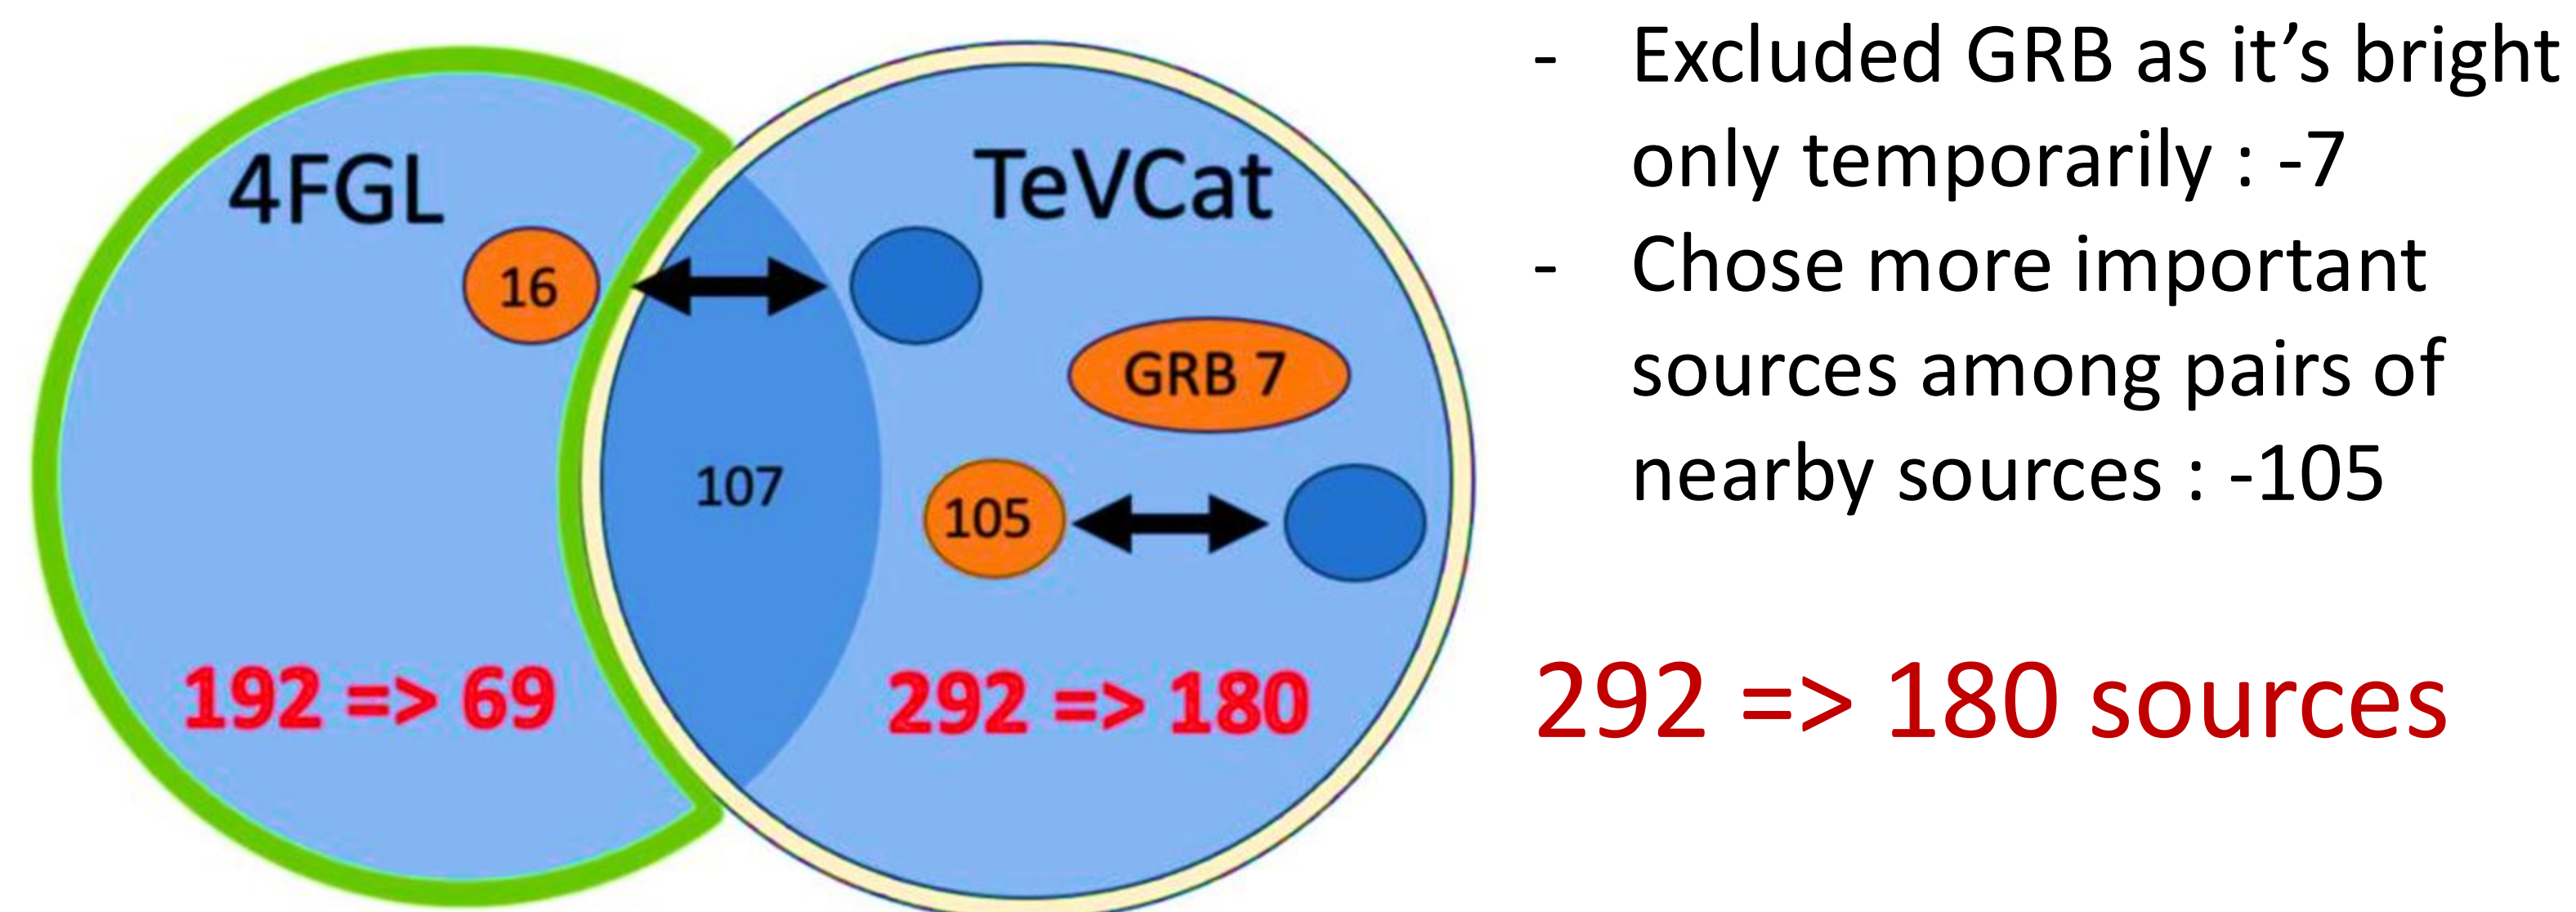 4FGL
TeVCat
16
GRB 7
107
105
192 => 69
292 => 180
- Excluded GRB as it’s bright
only temporarily : -7
- Chose more important
sources among pairs of
nearby sources : -105
292 => 180 sources